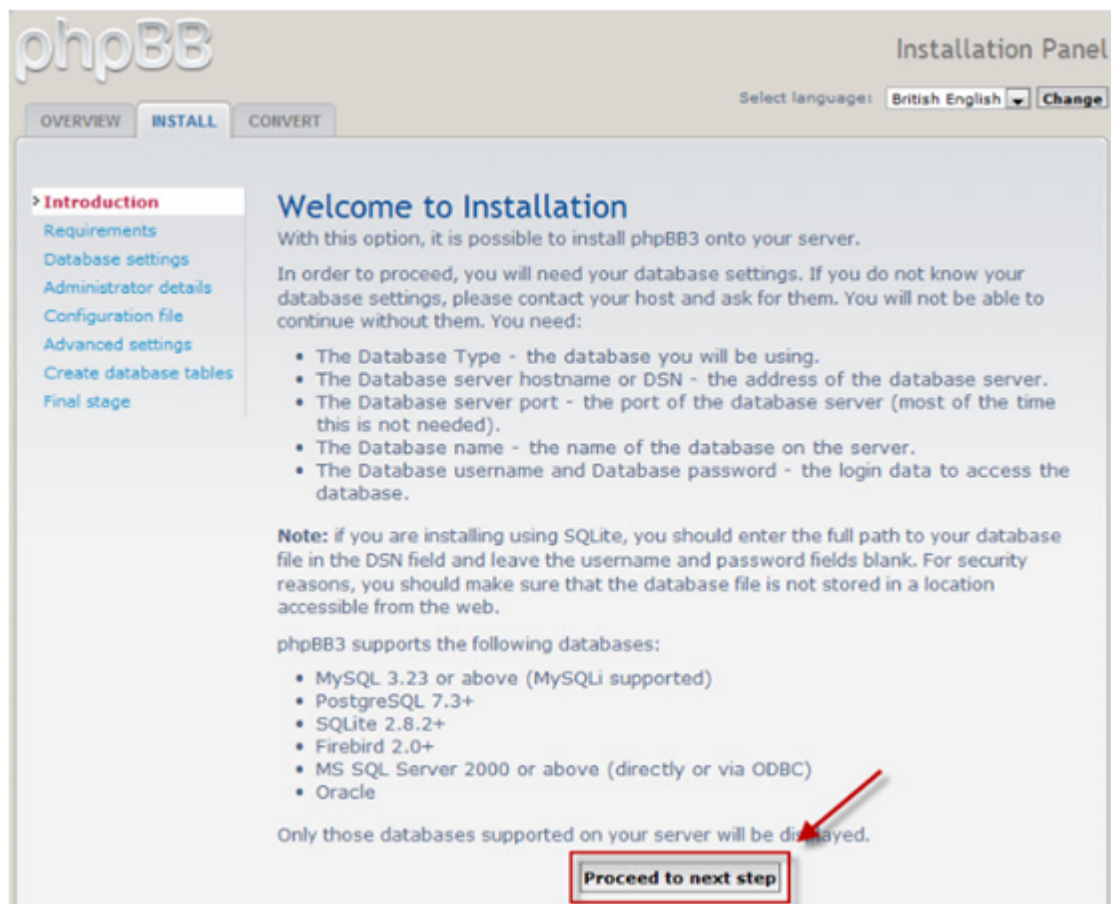 phpBB
Installation Panel
Select language: British English Change
OVERVIEW INSTALL CONVERT
Introduction
Requirements
Database settings
Administrator details
Configuration file
Advanced settings
Create database tables
Final stage
Welcome to Installation
With this option, it is possible to install phpBB3 onto your server.
In order to proceed, you will need your database settings. If you do not know your
database settings, please contact your host and ask for them. You will not be able to
continue without them. You need:
• The Database Type - the database you will be using.
• The Database server hostname or DSN - the address of the database server.
• The Database server port - the port of the database server (most of the time
this is not needed).
• The Database name - the name of the database on the server.
• The Database username and Database password - the login data to access the
database.
Note: if you are installing using SQLite, you should enter the full path to your database
file in the DSN field and leave the username and password fields blank. For security
reasons, you should make sure that the database file is not stored in a location
accessible from the web.
phpBB3 supports the following databases:
• MySQL 3.23 or above (MySQLi supported)
• PostgreSQL 7.3+
• SQLite 2.8.2+
• Firebird 2.0+
• MS SQL Server 2000 or above (directly or via ODBC)
• Oracle
Only those databases supported on your server will be displayed.
Proceed to next step